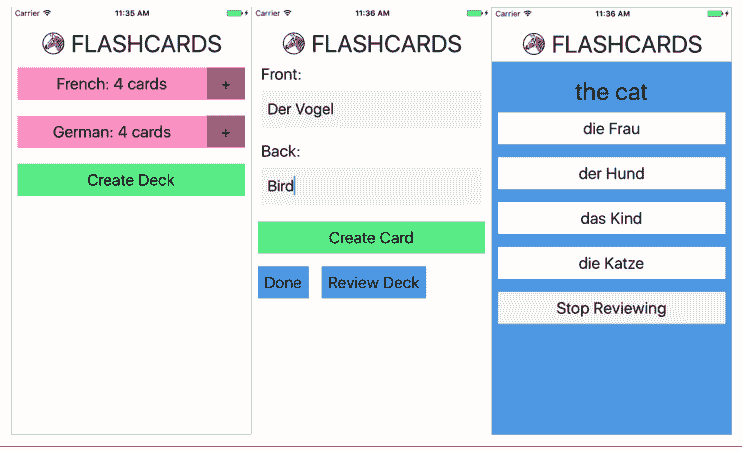 Carrier 11:35 AM
FLASHCARDS
French: 4 cards +
German: 4 cards +
Create Deck
Carrier 11:36 AM
FLASHCARDS
Front:
Der Vogel
Back:
Bird
Create Card
Done Review Deck
Carrier 11:36 AM
FLASHCARDS
the cat
die Frau
der Hund
das Kind
die Katze
Stop Reviewing